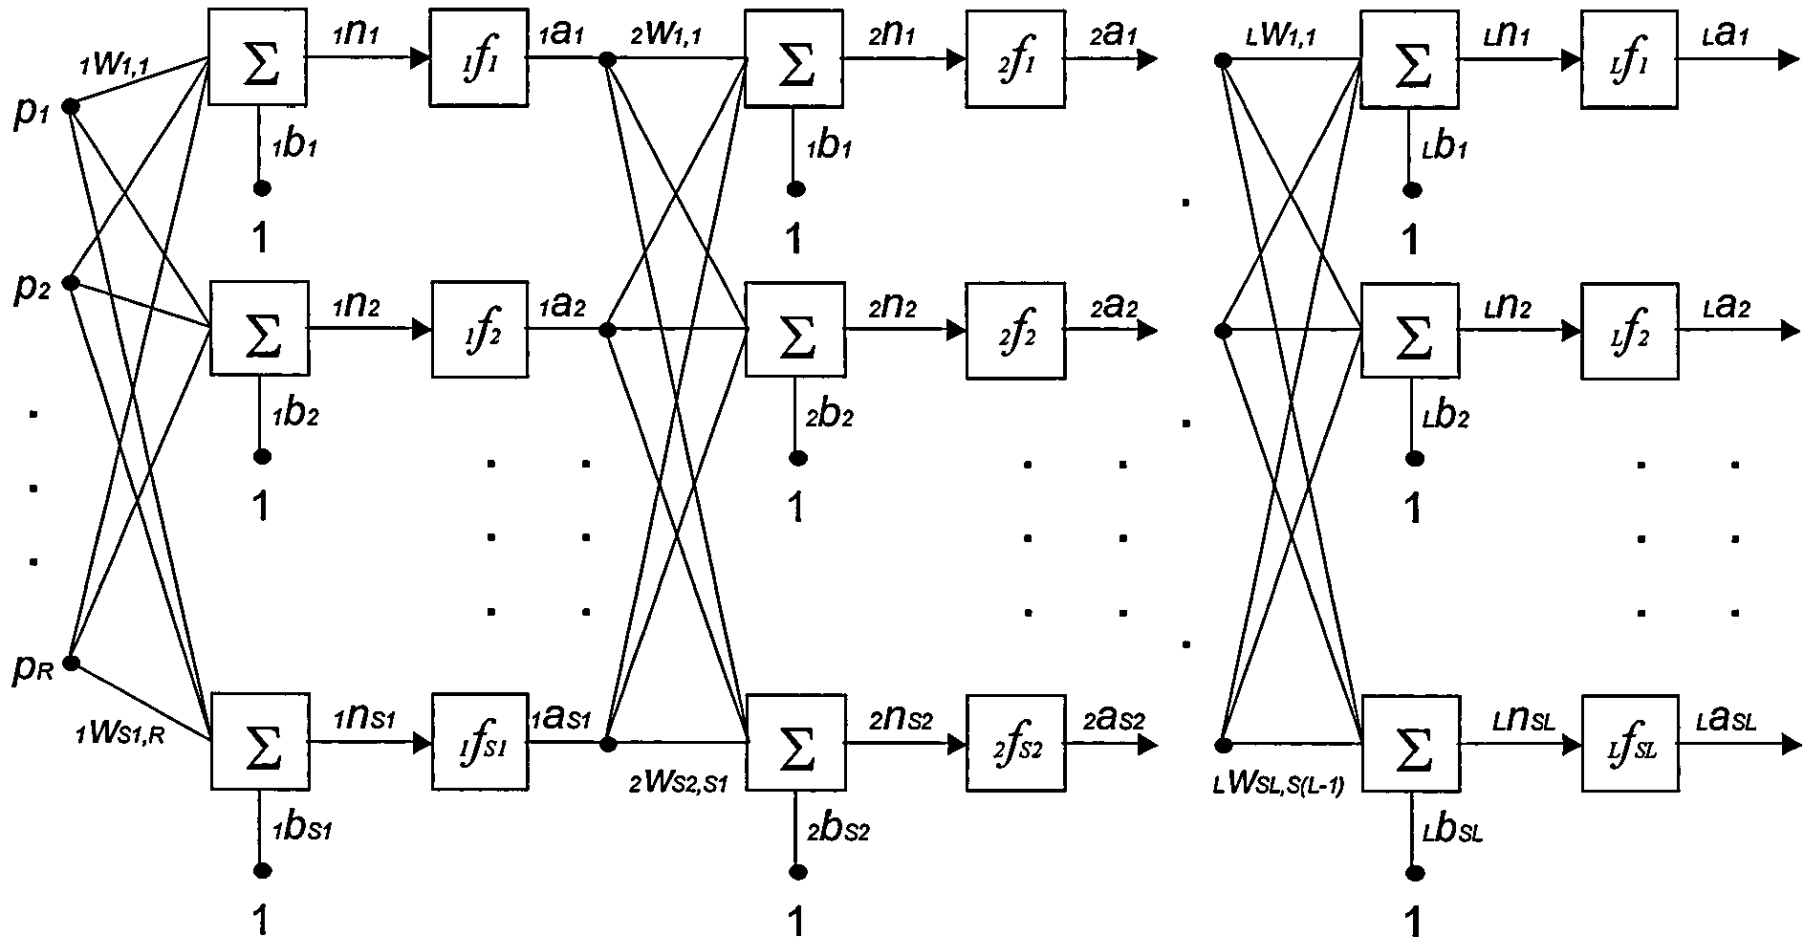 1w1,1 1n1 1a1 2w1,1 2n1 2a1 Lw1,1 Ln1 La1
Σ 1f1 Σ 2f1 Σ Lf1
p1
1b1 1b1 Lb1
1 1 1
p2 1n2 1a2 2n2 2a2 Ln2 La2
Σ 1f2 Σ 2f2 Σ Lf2
1b2 2b2 Lb2
1 1 1
pR
1nS1 1aS1 2nS2 2aS2 LnSL LaSL
1wS1,R Σ 1fS1 Σ 2fS2 Σ LfSL
2wS2,S1 LwSL,S(L-1)
1bS1 2bS2 LbSL
1 1 1